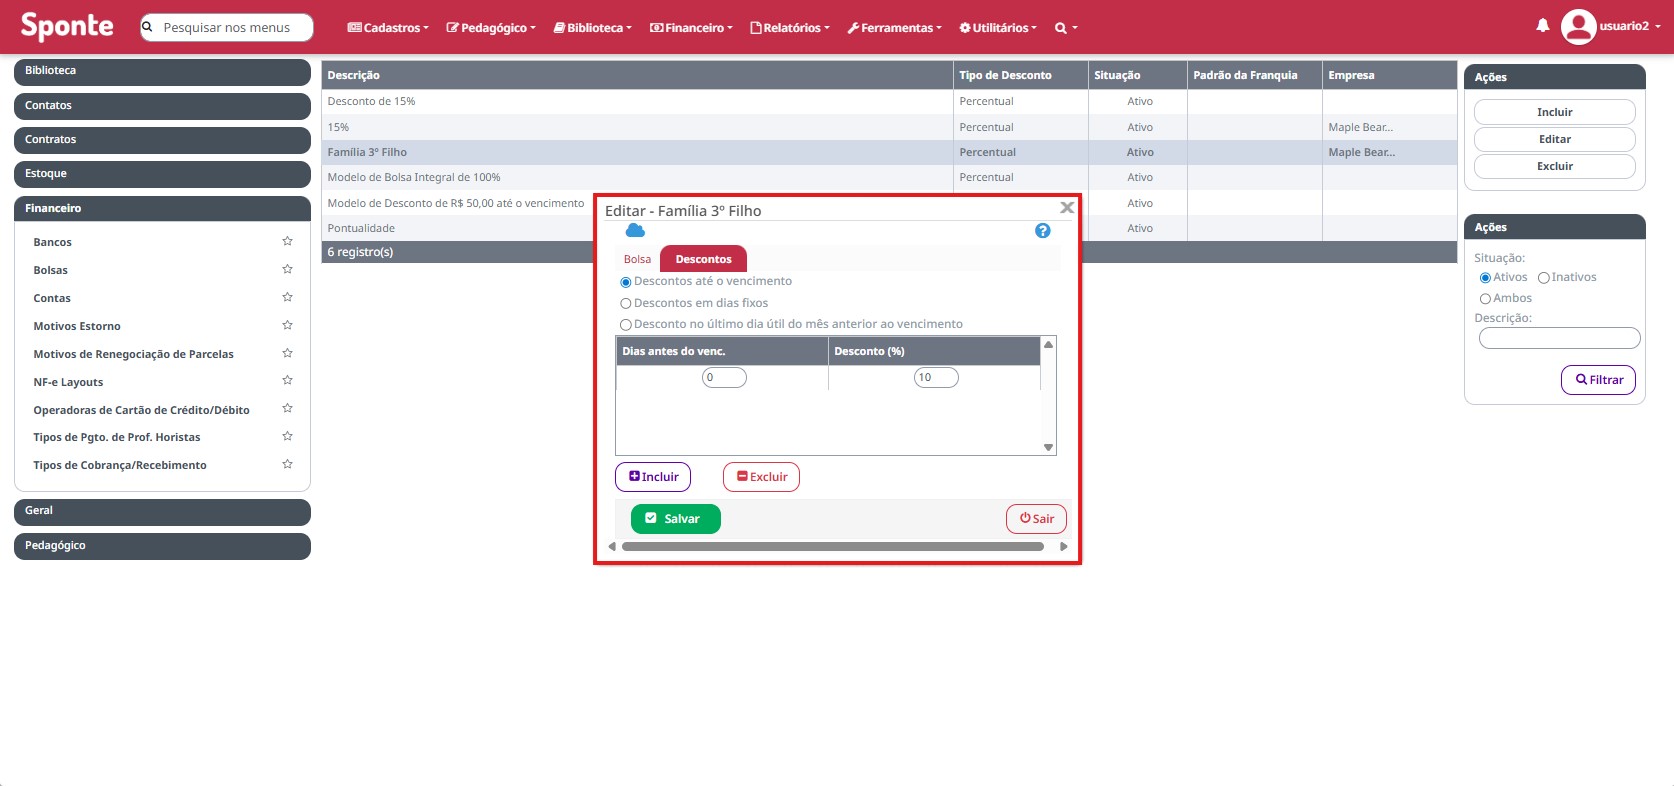 Sponte
Pesquisar nos menus
Cadastros
Pedagógico
Biblioteca
Financeiro
Relatórios
Ferramentas
Utilitários
usuario2
Biblioteca
Contatos
Contratos
Estoque
Financeiro
Bancos
Bolsas
Contas
Motivos Estorno
Motivos de Renegociação de Parcelas
NF-e Layouts
Operadoras de Cartão de Crédito/Débito
Tipos de Pgto. de Prof. Horistas
Tipos de Cobrança/Recebimento
Geral
Pedagógico
Descrição Tipo de Desconto Situação Padrão da Franquia Empresa
Desconto de 15% Percentual Ativo
15% Percentual Ativo Maple Bear...
Família 3º Filho Percentual Ativo Maple Bear...
Modelo de Bolsa Integral de 100% Percentual Ativo
Modelo de Desconto de R$ 50,00 até o vencimento Ativo
Pontualidade Ativo
6 registro(s)
Editar - Família 3º Filho
?
Bolsa Descontos
Descontos até o vencimento
Descontos em dias fixos
Desconto no último dia útil do mês anterior ao vencimento
Dias antes do venc. Desconto (%)
0 10
Incluir Excluir
Salvar Sair
Ações
Incluir
Editar
Excluir
Ações
Situação:
Ativos Inativos
Ambos
Descrição:
Filtrar